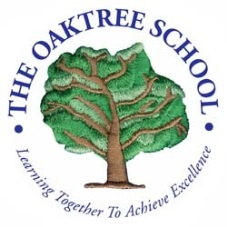 • THE OAKTREE SCHOOL •
Learning Together To Achieve Excellence